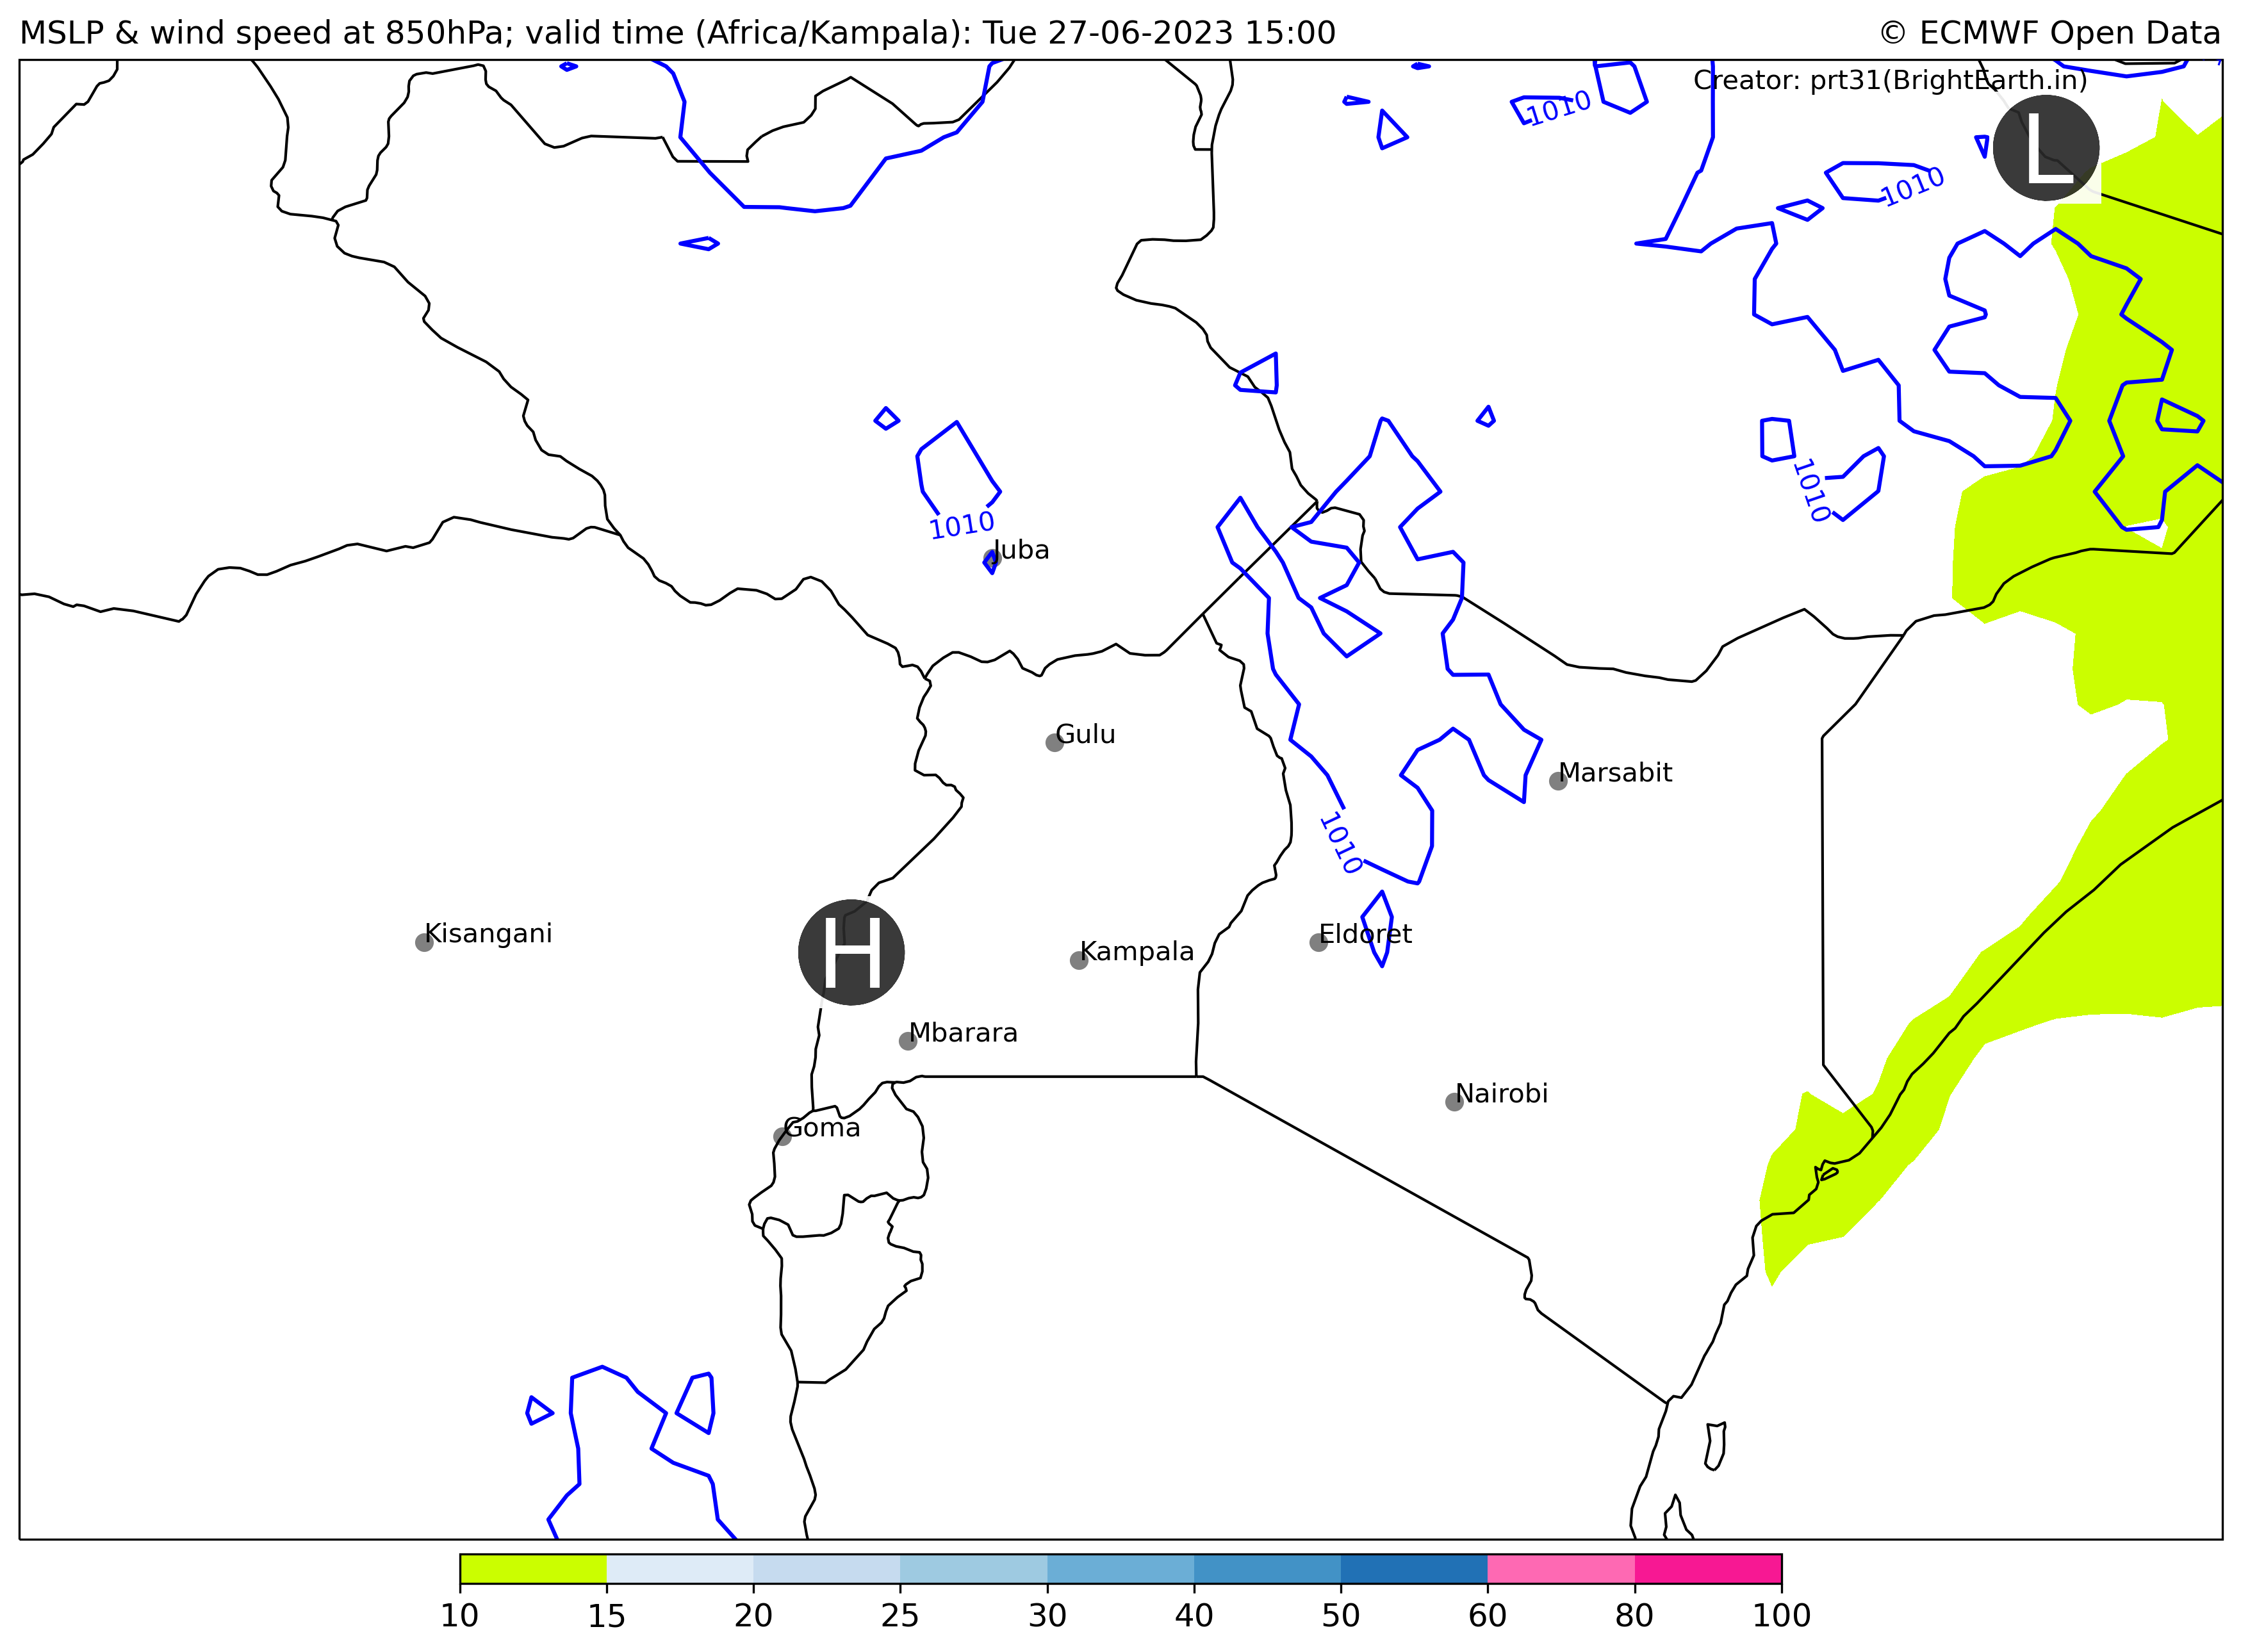 MSLP & wind speed at 850hPa; valid time (Africa/Kampala): Tue 27-06-2023 15:00
© ECMWF Open Data
Creator: prt31(BrightEarth.in)
1010
L
1010
1010
1010
Juba
Gulu
Marsabit
1010
Kisangani
H
Kampala
Eldoret
Mbarara
Nairobi
Goma
10 15 20 25 30 40 50 60 80 100